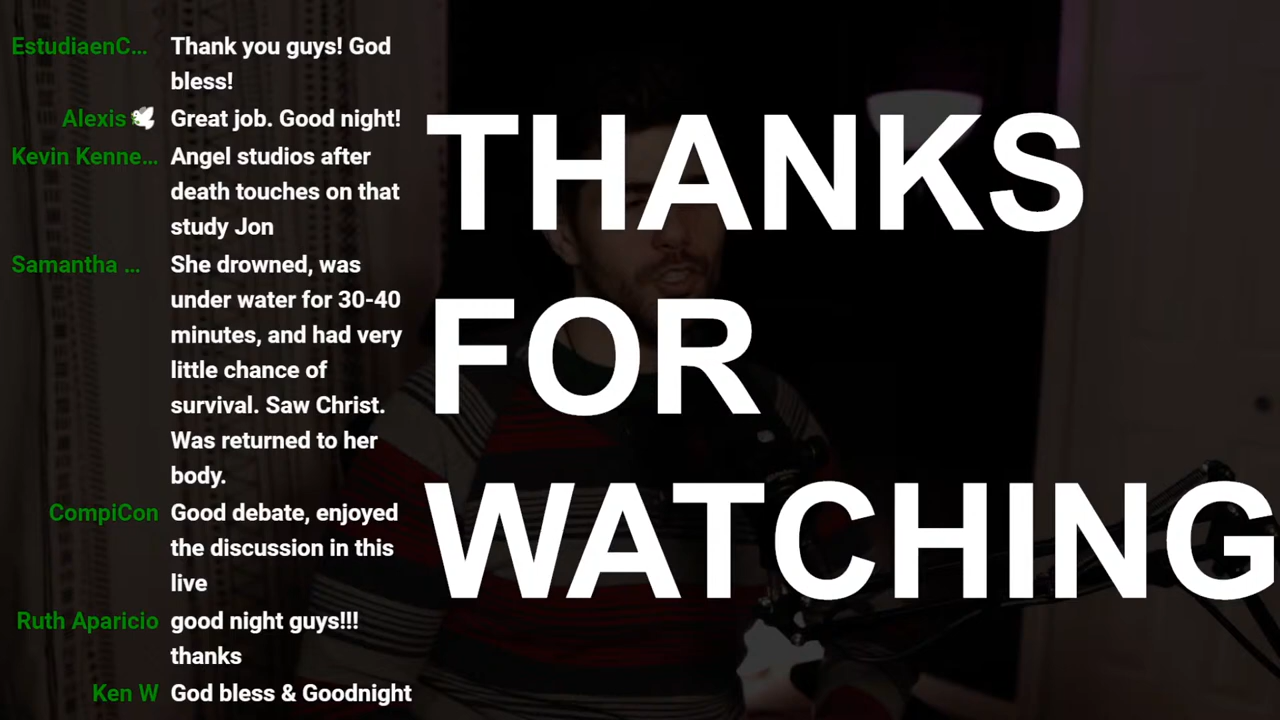 EstudiaenC... Thank you guys! God
bless!
Alexis🕊 Great job. Good night!
Kevin Kenne... Angel studios after
death touches on that
study Jon
Samantha ... She drowned, was
under water for 30-40
minutes, and had very
little chance of
survival. Saw Christ.
Was returned to her
body.
CompiCon Good debate, enjoyed
the discussion in this
live
Ruth Aparicio good night guys!!!
thanks
Ken W God bless & Goodnight
THANKS
FOR
WATCHING